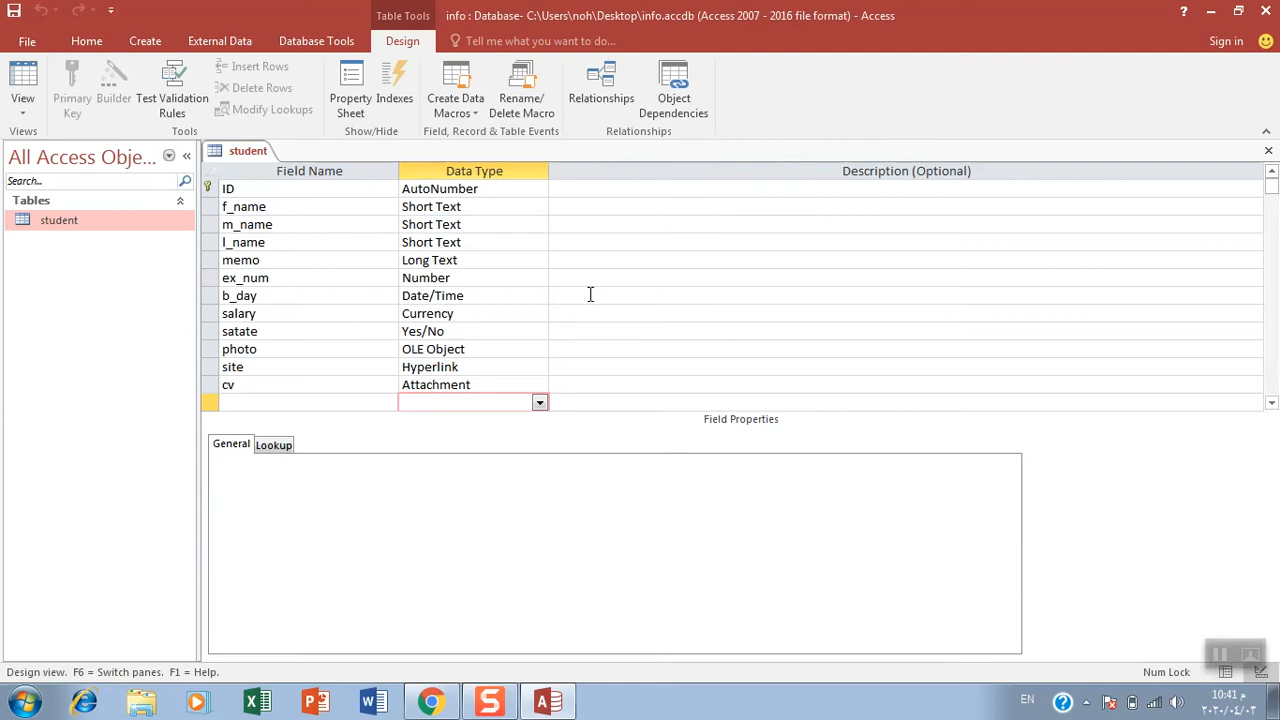 Table Tools
info : Database- C:\Users\noh\Desktop\info.accdb (Access 2007 - 2016 file format) - Access
?
File
Home
Create
External Data
Database Tools
Design
Tell me what you want to do...
Sign in
View
Primary Key
Builder
Test Validation Rules
Insert Rows
Delete Rows
Modify Lookups
Property Sheet
Indexes
Create Data Macros
Rename/ Delete Macro
Relationships
Object Dependencies
Views
Tools
Show/Hide
Field, Record & Table Events
Relationships
All Access Obje...
Search...
Tables
student
student
Field Name Data Type Description (Optional)
ID AutoNumber
f_name Short Text
m_name Short Text
l_name Short Text
memo Long Text
ex_num Number
b_day Date/Time
salary Currency
satate Yes/No
photo OLE Object
site Hyperlink
cv Attachment
Field Properties
General Lookup
Design view. F6 = Switch panes. F1 = Help.
Num Lock
EN
م 10:41
٢٠٢٠/٠٤/٠٣